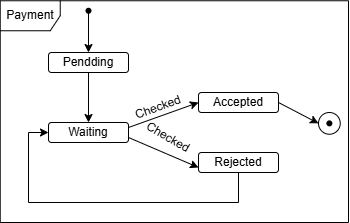 Payment
Pendding
Waiting
Checked
Accepted
Checked
Rejected